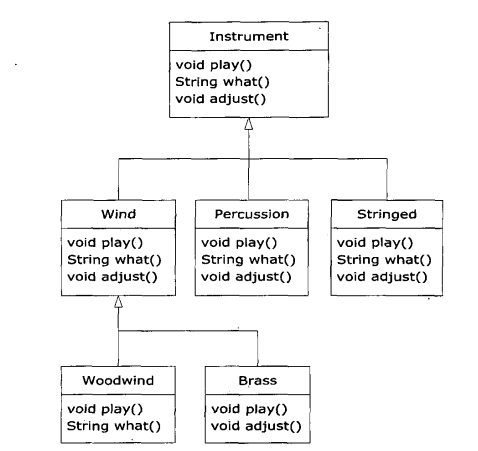 Instrument
void play()
String what()
void adjust()
Wind
void play()
String what()
void adjust()
Percussion
void play()
String what()
void adjust()
Stringed
void play()
String what()
void adjust()
Woodwind
void play()
String what()
Brass
void play()
void adjust()